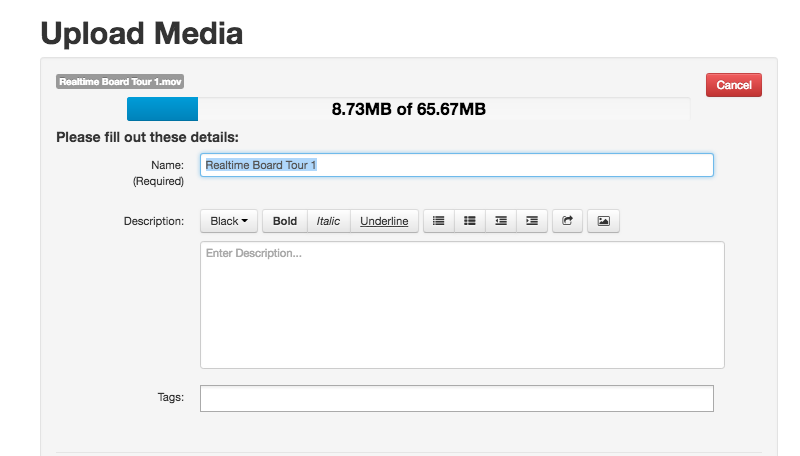 Upload Media
Realtime Board Tour 1.mov
Cancel
8.73MB of 65.67MB
Please fill out these details:
Name: Realtime Board Tour 1
(Required)
Description: Black Bold Italic Underline
Enter Description...
Tags: